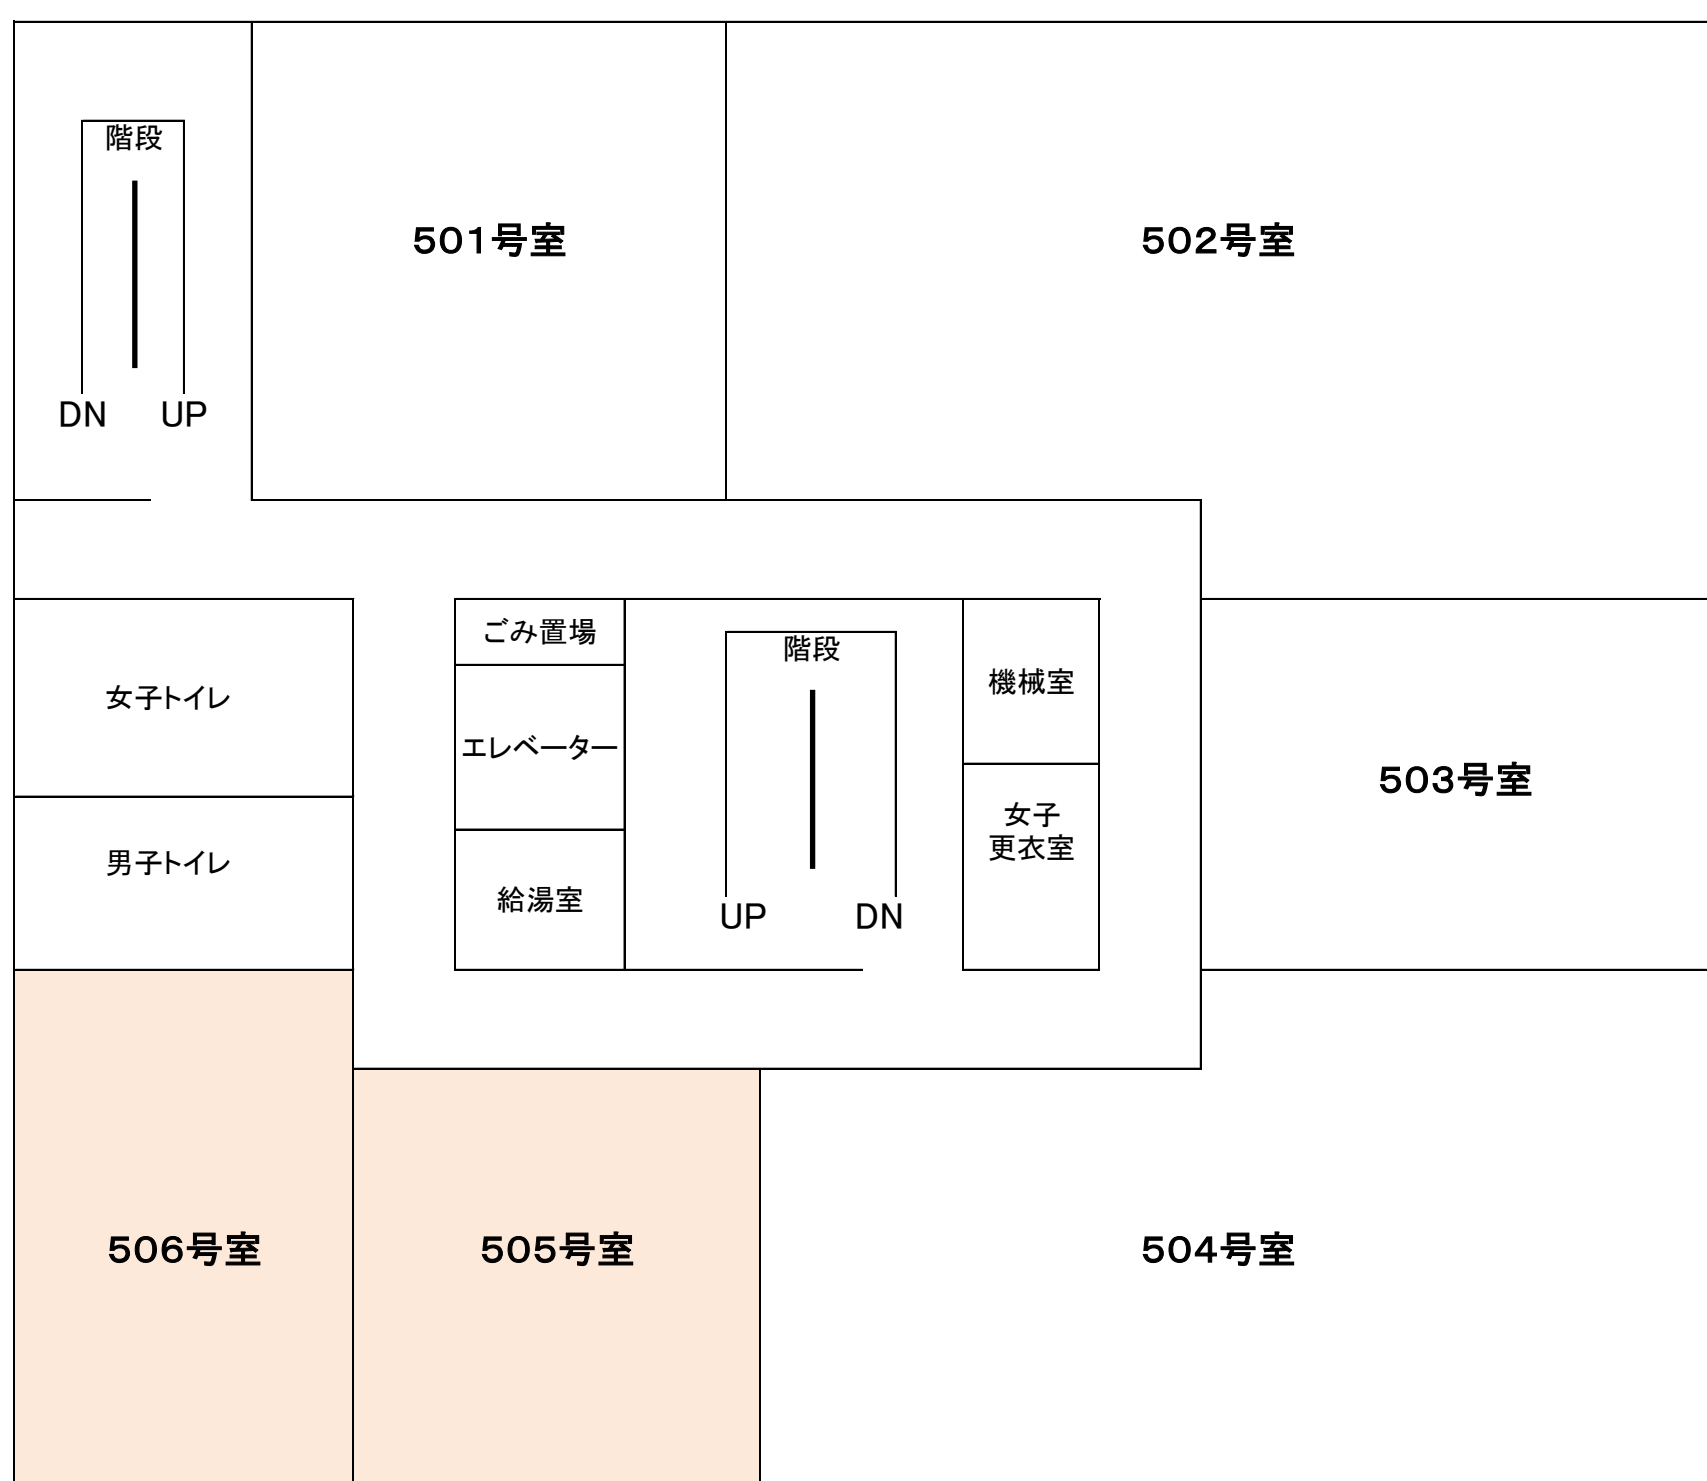 階段
501号室
502号室
DN
UP
ごみ置場
階段
機械室
女子トイレ
エレベーター
503号室
女子
更衣室
男子トイレ
給湯室
UP
DN
506号室
505号室
504号室